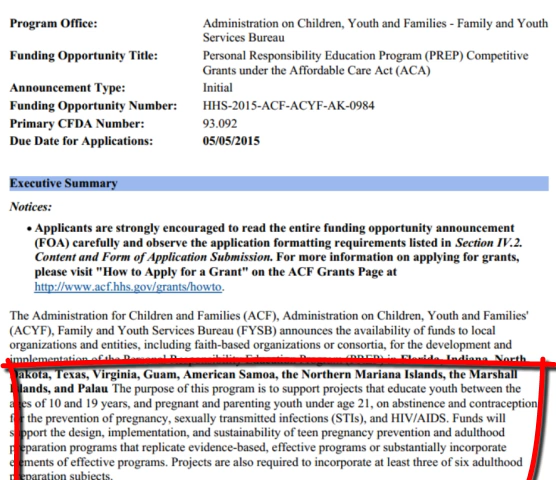 Program Office: Administration on Children, Youth and Families - Family and Youth
Services Bureau
Funding Opportunity Title: Personal Responsibility Education Program (PREP) Competitive
Grants under the Affordable Care Act (ACA)
Announcement Type: Initial
Funding Opportunity Number: HHS-2015-ACF-ACYF-AK-0984
Primary CFDA Number: 93.092
Due Date for Applications: 05/05/2015
Executive Summary
Notices:
• Applicants are strongly encouraged to read the entire funding opportunity announcement
(FOA) carefully and observe the application formatting requirements listed in Section IV.2.
Content and Form of Application Submission. For more information on applying for grants,
please visit "How to Apply for a Grant" on the ACF Grants Page at
http://www.acf.hhs.gov/grants/howto.
The Administration for Children and Families (ACF), Administration on Children, Youth and Families'
(ACYF), Family and Youth Services Bureau (FYSB) announces the availability of funds to local
organizations and entities, including faith-based organizations or consortia, for the development and
implementation of the Personal Responsibility Education Program (PREP) in Florida, Indiana, North
Dakota, Texas, Virginia, Guam, American Samoa, the Northern Mariana Islands, the Marshall
Islands, and Palau The purpose of this program is to support projects that educate youth between the
ages of 10 and 19 years, and pregnant and parenting youth under age 21, on abstinence and contraception
for the prevention of pregnancy, sexually transmitted infections (STIs), and HIV/AIDS. Funds will
support the design, implementation, and sustainability of teen pregnancy prevention and adulthood
preparation programs that replicate evidence-based, effective programs or substantially incorporate
elements of effective programs. Projects are also required to incorporate at least three of six adulthood
preparation subjects.